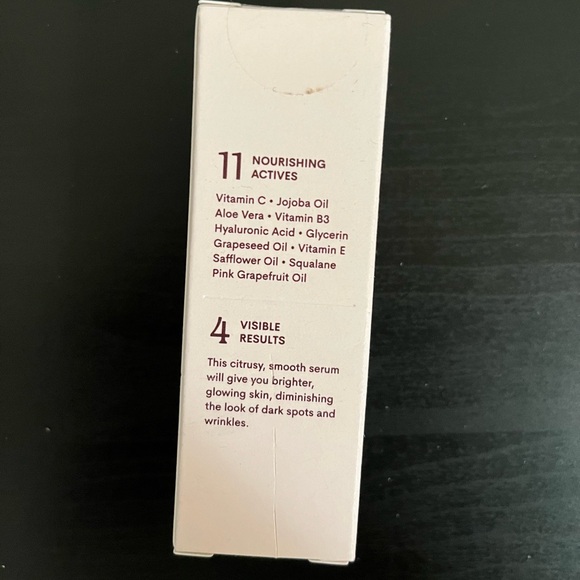 11 NOURISHING
ACTIVES
Vitamin C • Jojoba Oil
Aloe Vera • Vitamin B3
Hyaluronic Acid • Glycerin
Grapeseed Oil • Vitamin E
Safflower Oil • Squalane
Pink Grapefruit Oil
4 VISIBLE
RESULTS
This citrusy, smooth serum
will give you brighter,
glowing skin, diminishing
the look of dark spots and
wrinkles.